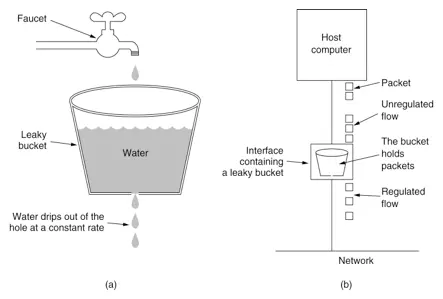 Faucet
Leaky
bucket
Water
Water drips out of the
hole at a constant rate
(a)
Host
computer
Packet
Unregulated
flow
Interface
containing
a leaky bucket
The bucket
holds
packets
Regulated
flow
Network
(b)